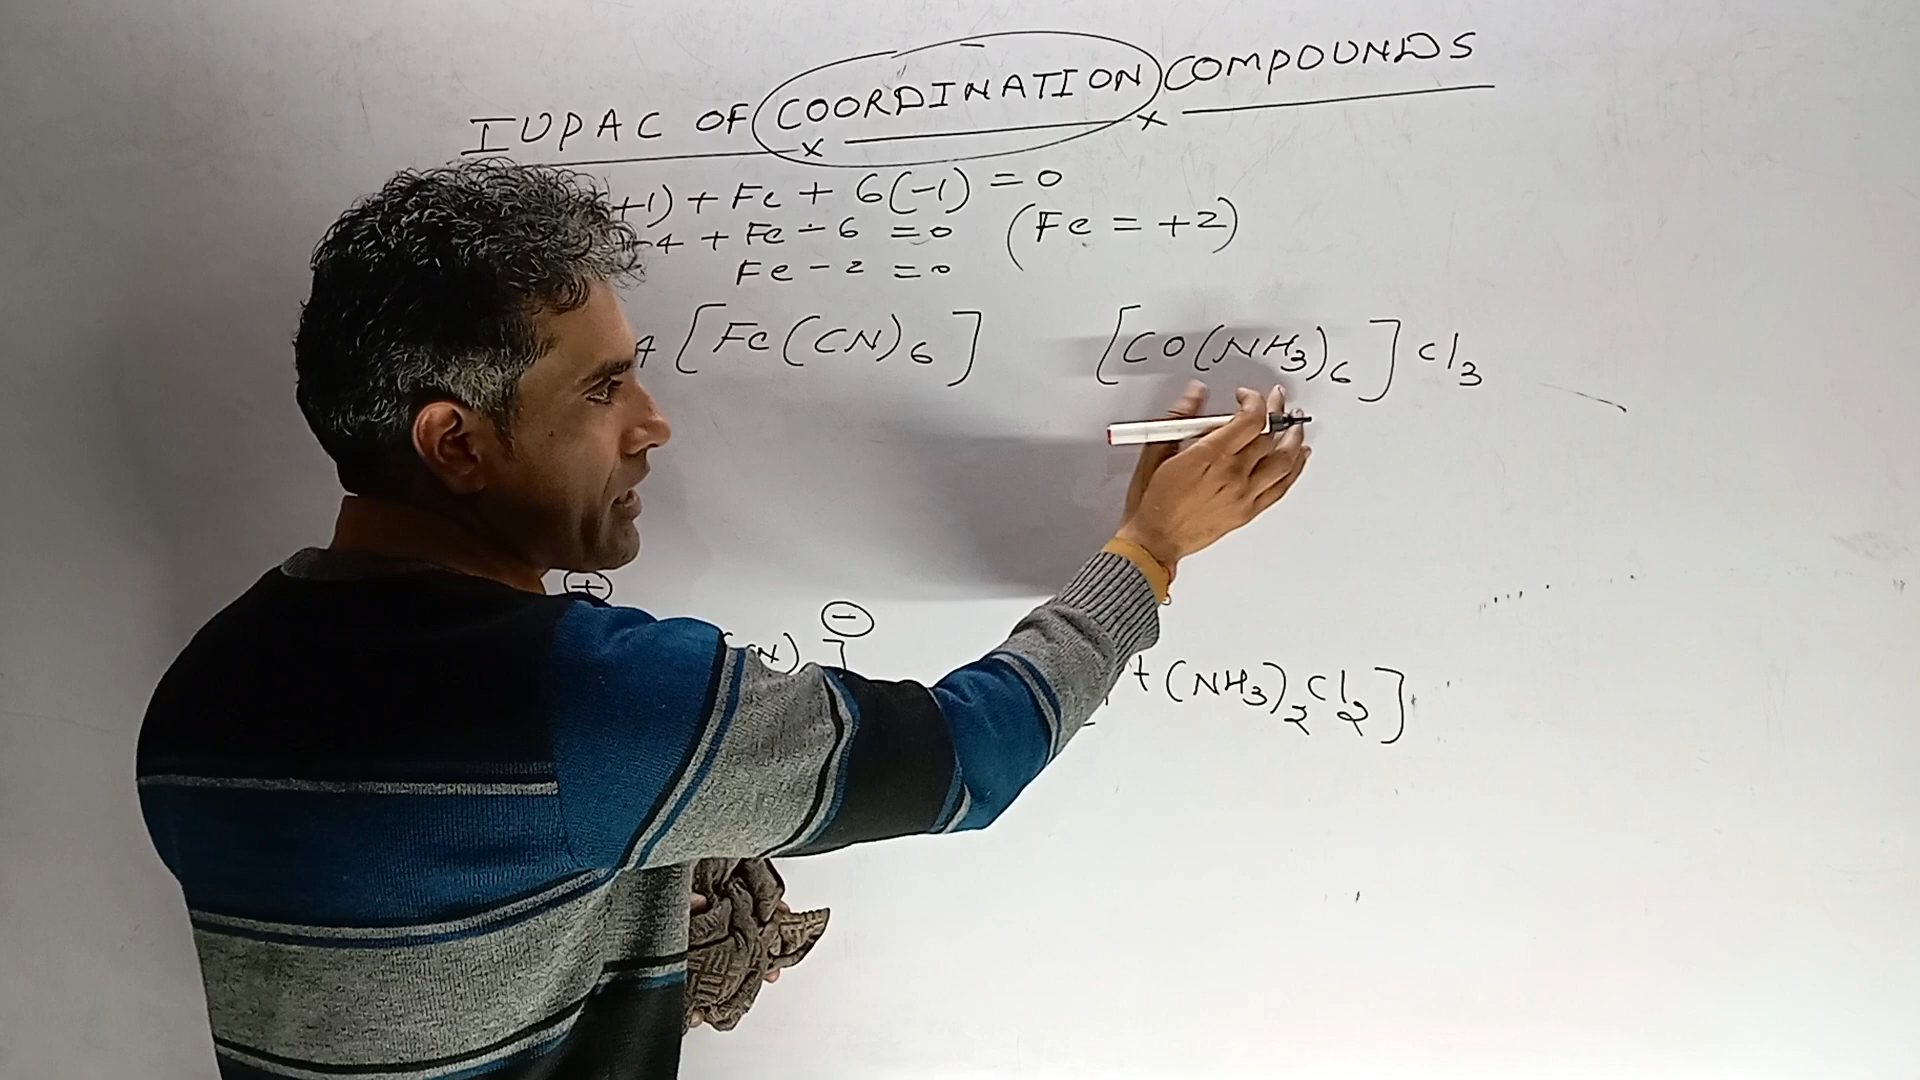 IUPAC OF COORDINATION COMPOUNDS
+1) + Fe + 6(-1) = 0
-4 + Fe - 6 = 0 (Fe = +2)
Fe - 2 = 0
4 [Fe(CN)6] [CO(NH3)6]Cl3
+
-
N) ]
t(NH3)2Cl2]